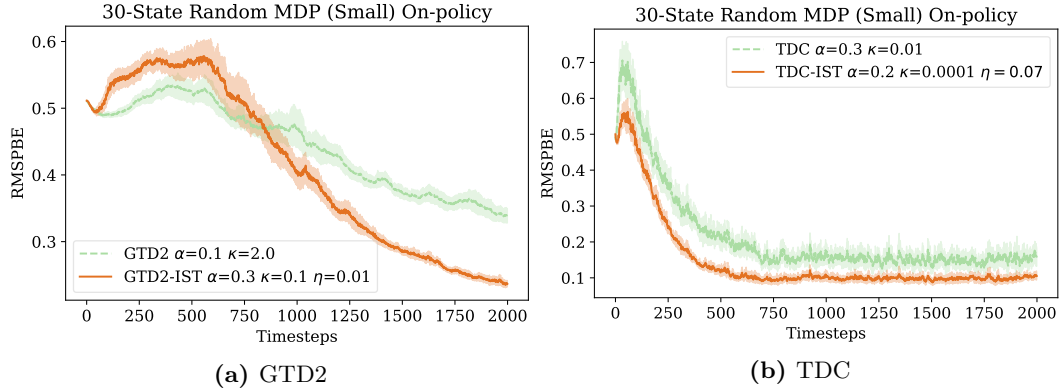 30-State Random MDP (Small) On-policy
0.6
0.5
0.4
0.3
RMSPBE
GTD2 α=0.1 κ=2.0
GTD2-IST α=0.3 κ=0.1 η=0.01
0 250 500 750 1000 1250 1500 1750 2000
Timesteps
(a) GTD2
30-State Random MDP (Small) On-policy
0.7
0.6
0.5
0.4
0.3
0.2
0.1
RMSPBE
TDC α=0.3 κ=0.01
TDC-IST α=0.2 κ=0.0001 η=0.07
0 250 500 750 1000 1250 1500 1750 2000
Timesteps
(b) TDC